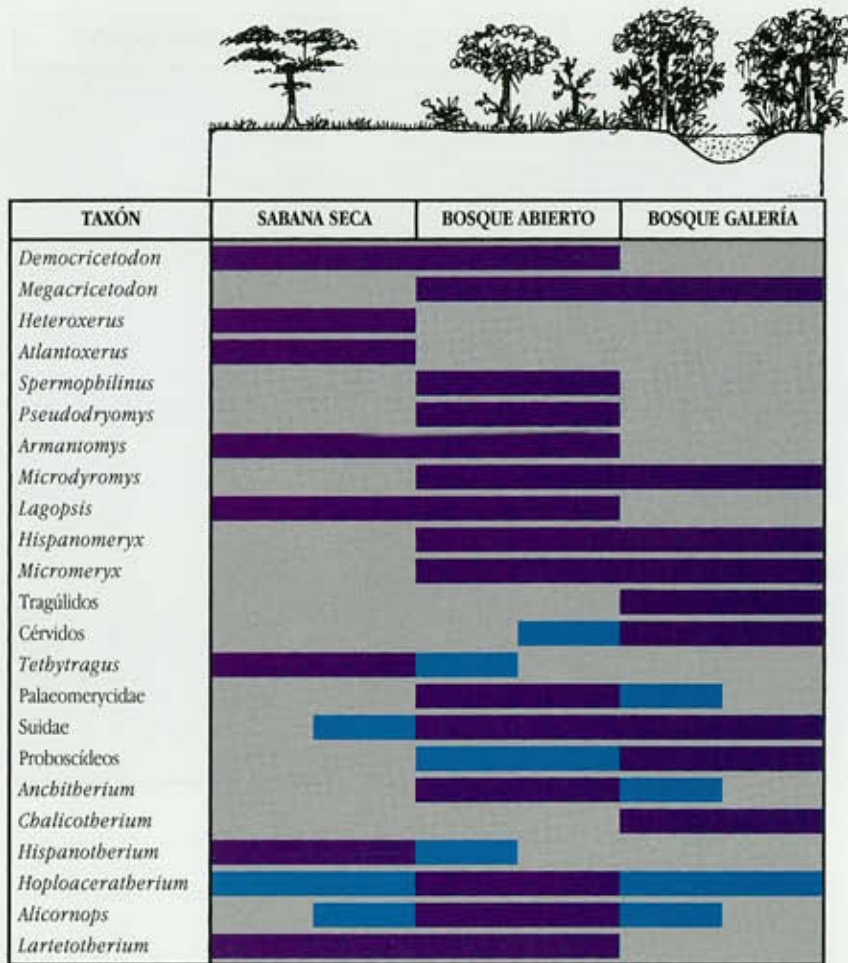 TAXÓN SABANA SECA BOSQUE ABIERTO BOSQUE GALERÍA
Democricetodon
Megacricetodon
Heteroxerus
Atlantoxerus
Spermophilinus
Pseudodryomys
Armantomys
Microdyromys
Lagopsis
Hispanomeryx
Micromeryx
Tragúlidos
Cérvidos
Tethytragus
Palaeomerycidae
Suidae
Proboscídeos
Anchitherium
Chalicotherium
Hispanotherium
Hoploaceratherium
Alicornops
Lartetotherium